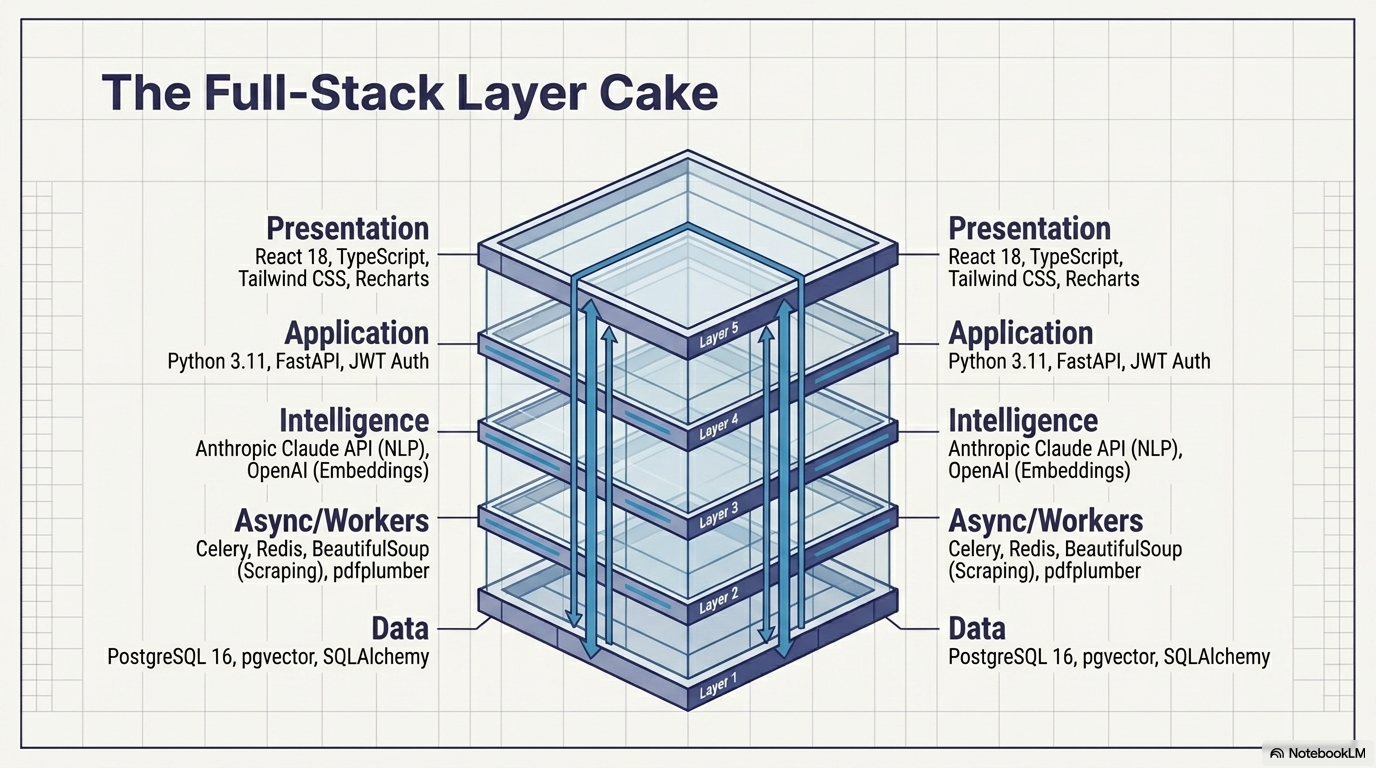 The Full-Stack Layer Cake
Presentation
React 18, TypeScript,
Tailwind CSS, Recharts
Application
Python 3.11, FastAPI, JWT Auth
Intelligence
Anthropic Claude API (NLP),
OpenAI (Embeddings)
Async/Workers
Celery, Redis, BeautifulSoup
(Scraping), pdfplumber
Data
PostgreSQL 16, pgvector, SQLAlchemy
Layer 5
Layer 4
Layer 3
Layer 2
Layer 1
Presentation
React 18, TypeScript,
Tailwind CSS, Recharts
Application
Python 3.11, FastAPI, JWT Auth
Intelligence
Anthropic Claude API (NLP),
OpenAI (Embeddings)
Async/Workers
Celery, Redis, BeautifulSoup
(Scraping), pdfplumber
Data
PostgreSQL 16, pgvector, SQLAlchemy
NotebookLM